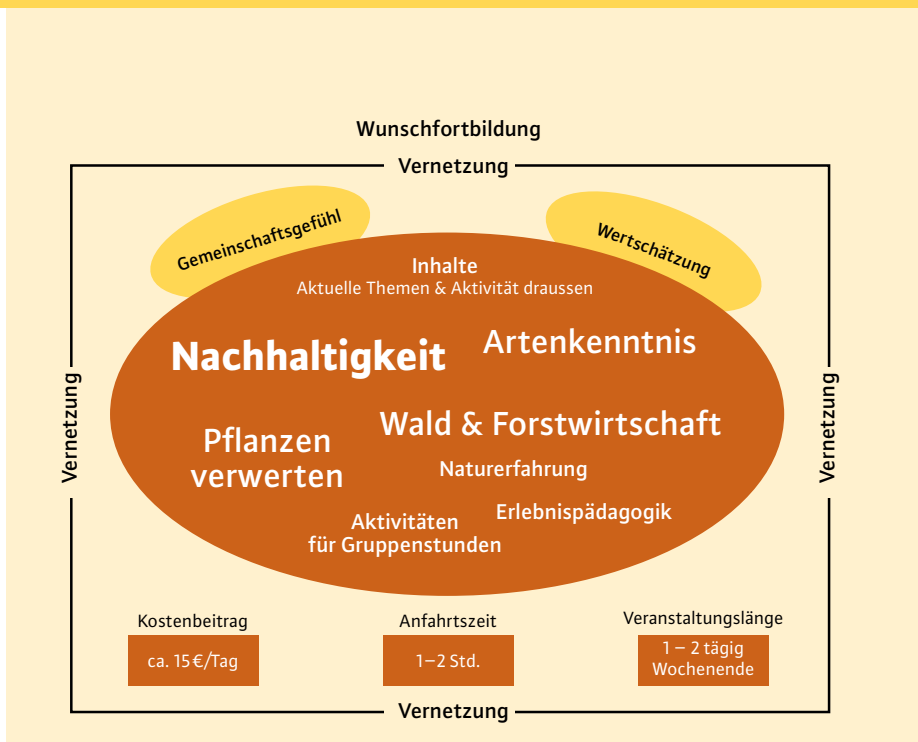 Wunschfortbildung
Vernetzung
Gemeinschaftsgefühl
Wertschätzung
Inhalte
Aktuelle Themen & Aktivität draussen
Nachhaltigkeit
Artenkenntnis
Vernetzung
Vernetzung
Wald & Forstwirtschaft
Pflanzen
verwerten
Naturerfahrung
Erlebnispädagogik
Aktivitäten
für Gruppenstunden
Kostenbeitrag
ca. 15 €/Tag
Anfahrtszeit
1–2 Std.
Veranstaltungslänge
1 – 2 tägig
Wochenende
Vernetzung